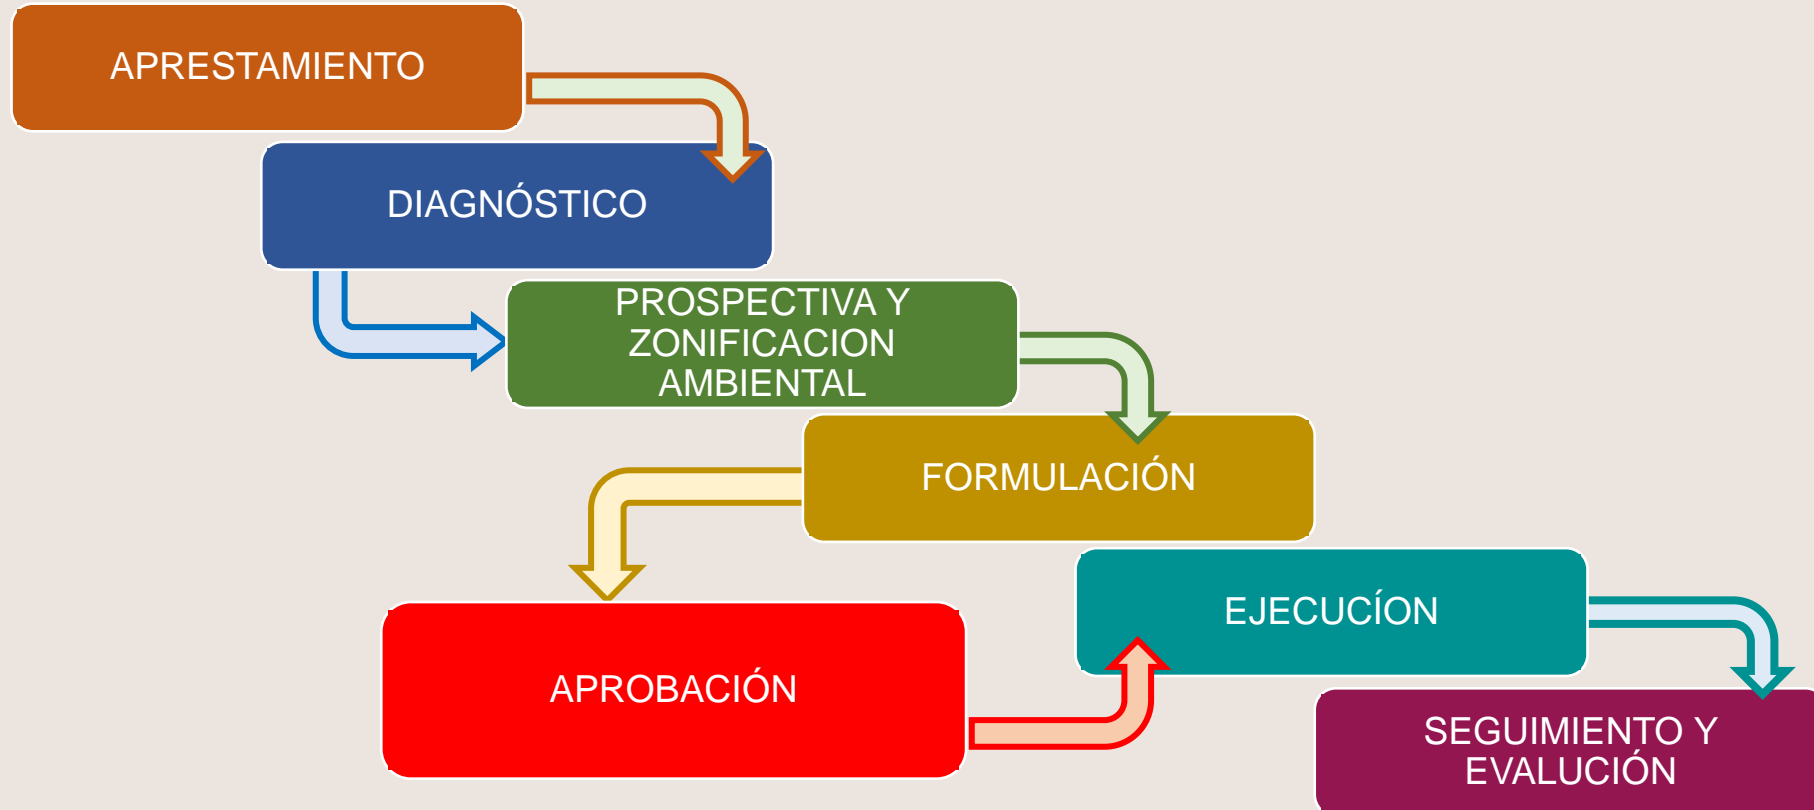 APRESTAMIENTO
DIAGNÓSTICO
PROSPECTIVA Y
ZONIFICACION
AMBIENTAL
FORMULACIÓN
EJECUCÍON
APROBACIÓN
SEGUIMIENTO Y
EVALUCIÓN